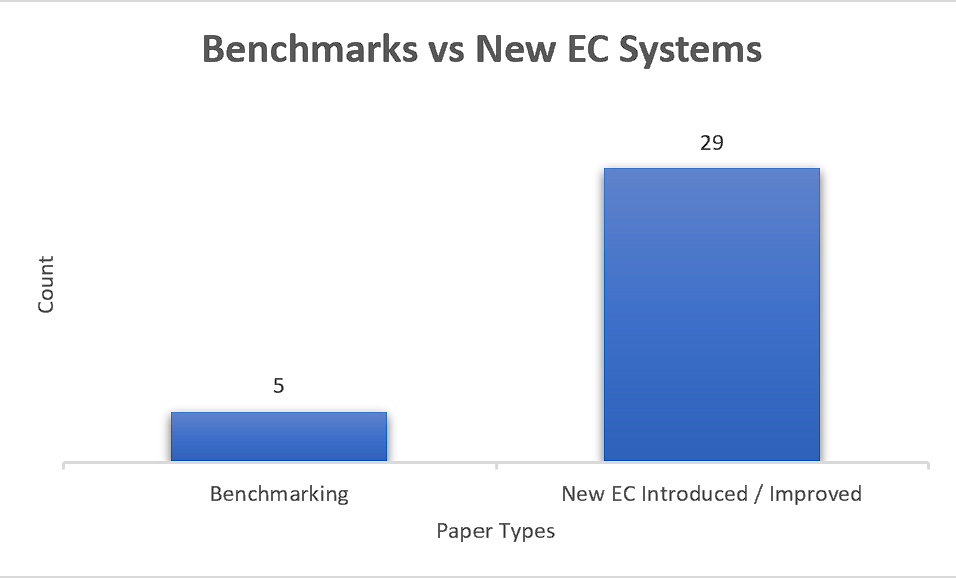 Benchmarks vs New EC Systems
29
Count
5
Benchmarking
New EC Introduced / Improved
Paper Types